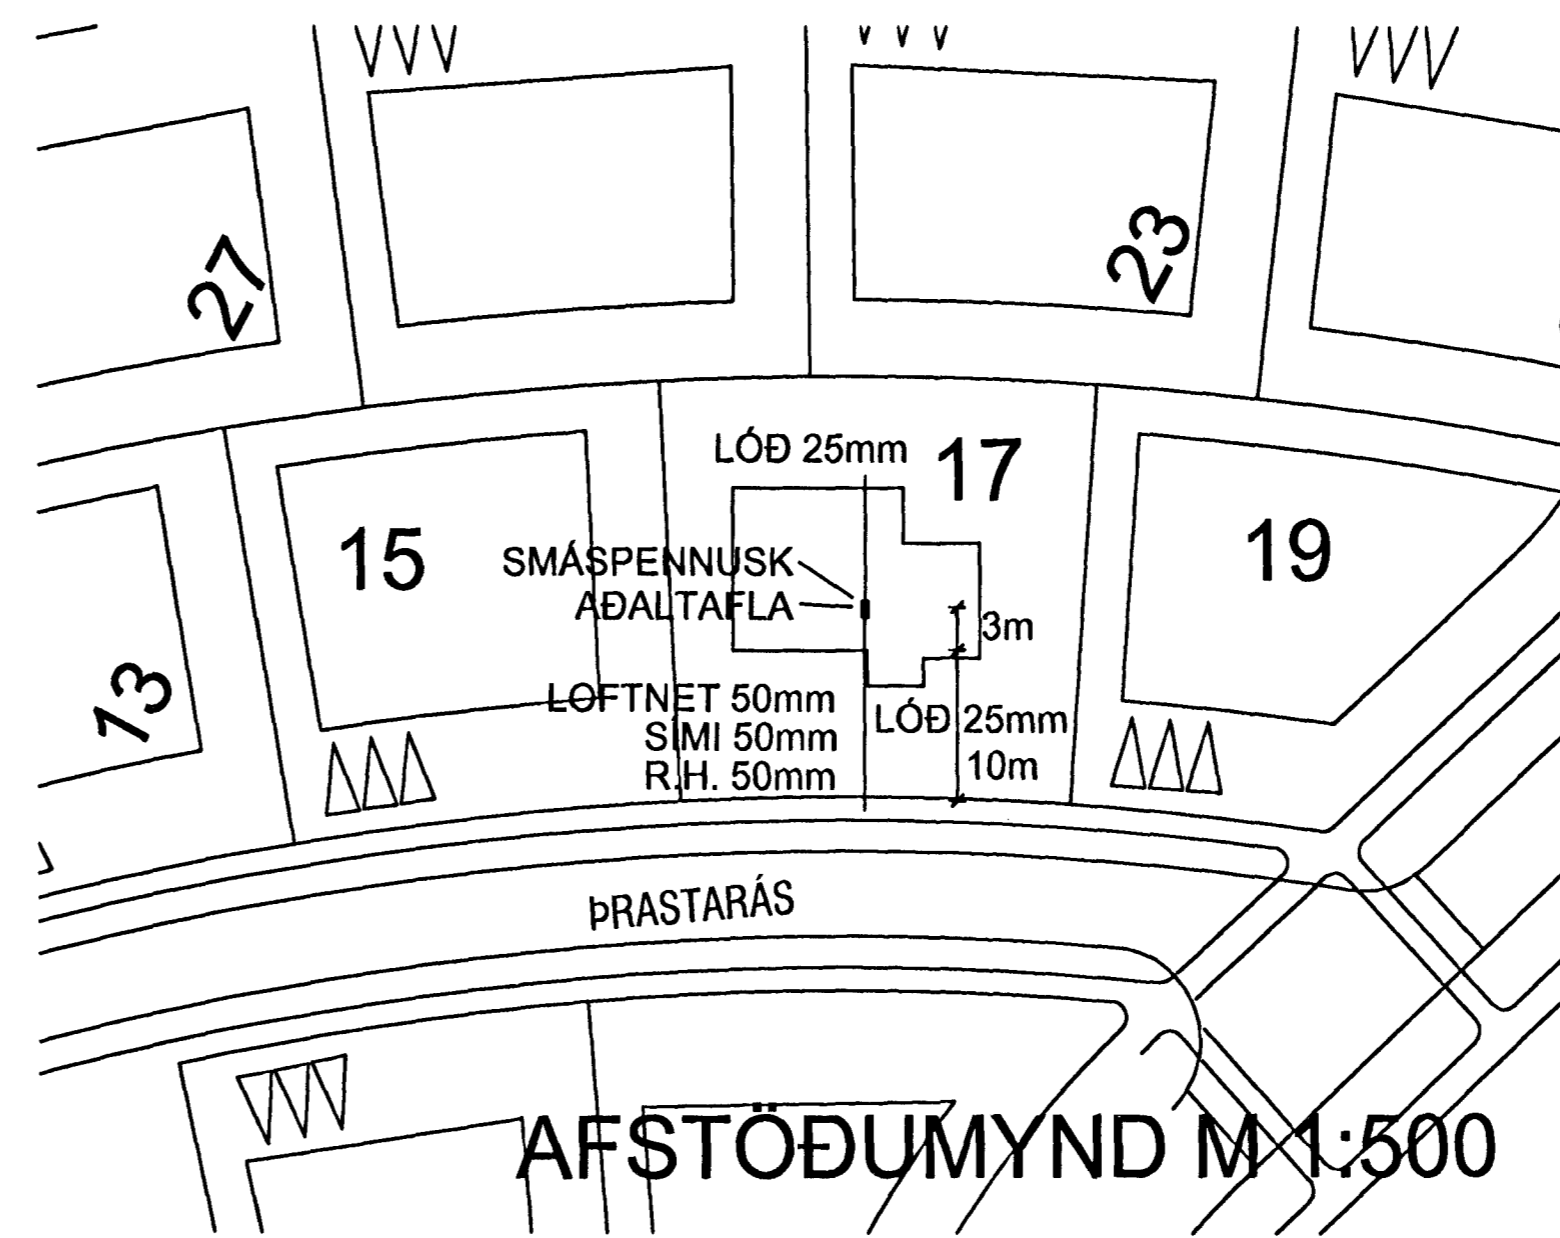 27
23
LÓÐ 25mm
17
15
SMÁSPENNUSK
AÐALTAFLA
19
3m
13
LOFTNET 50mm
SÍMI 50mm
R.H. 50mm
LÓÐ 25mm
10m
ÞRASTARÁS
AFSTÖÐUMYND M 1:500